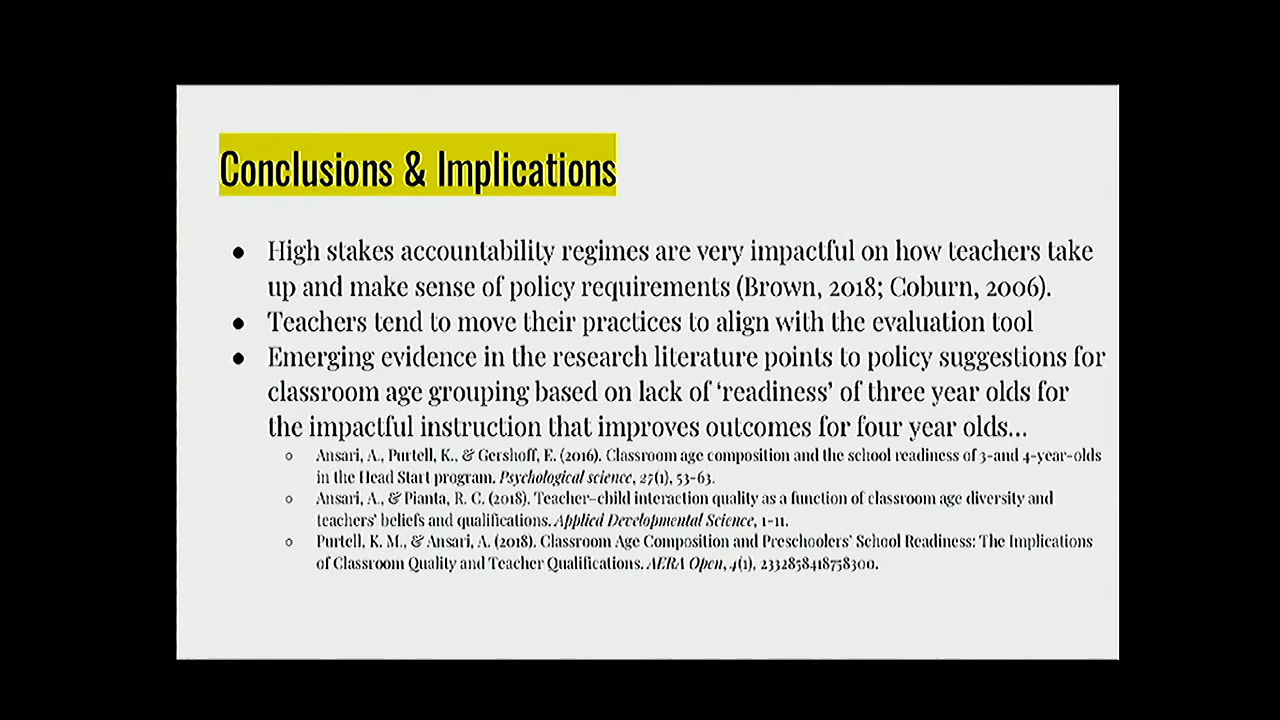 Conclusions & Implications
● High stakes accountability regimes are very impactful on how teachers take
up and make sense of policy requirements (Brown, 2018; Coburn, 2006).
● Teachers tend to move their practices to align with the evaluation tool
● Emerging evidence in the research literature points to policy suggestions for
classroom age grouping based on lack of ‘readiness’ of three year olds for
the impactful instruction that improves outcomes for four year olds...
○ Ansari, A., Purtell, K., & Gershoff, E. (2016). Classroom age composition and the school readiness of 3-and 4-year-olds
in the Head Start program. Psychological science, 27(1), 53-63.
○ Ansari, A., & Pianta, R. C. (2018). Teacher–child interaction quality as a function of classroom age diversity and
teachers’ beliefs and qualifications. Applied Developmental Science, 1-11.
○ Purtell, K. M., & Ansari, A. (2018). Classroom Age Composition and Preschoolers’ School Readiness: The Implications
of Classroom Quality and Teacher Qualifications. AERA Open, 4(1), 2332858418758300.